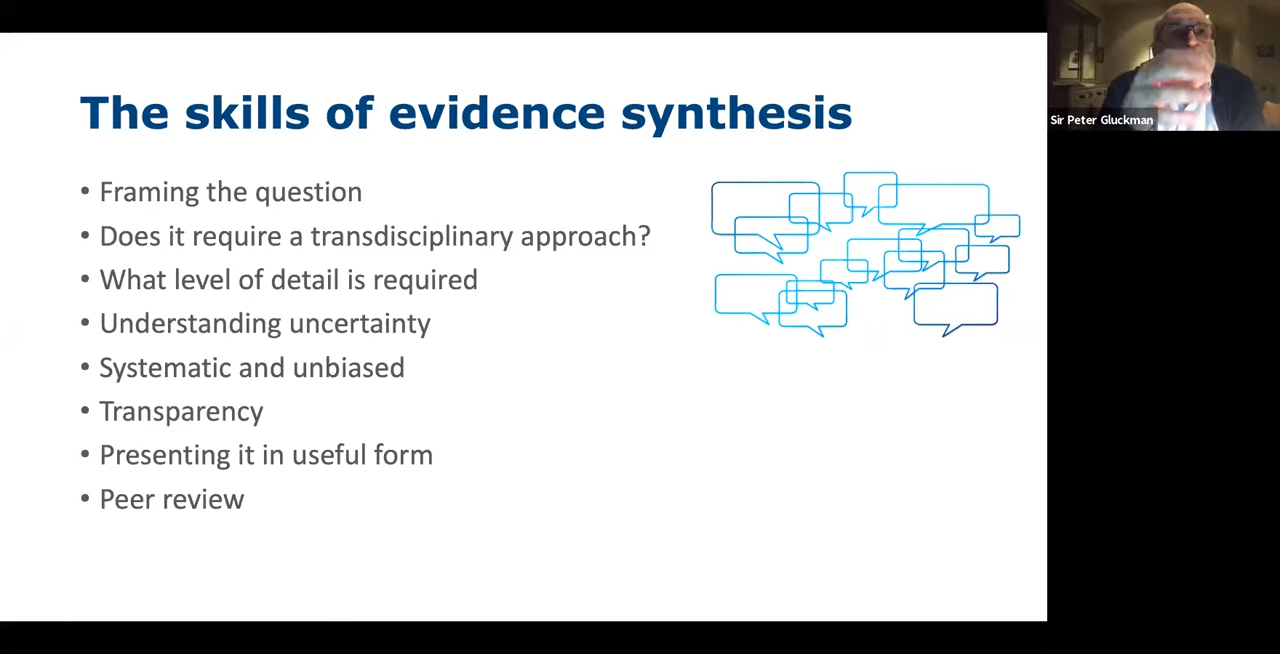 The skills of evidence synthesis
• Framing the question
• Does it require a transdisciplinary approach?
• What level of detail is required
• Understanding uncertainty
• Systematic and unbiased
• Transparency
• Presenting it in useful form
• Peer review
Sir Peter Gluckman